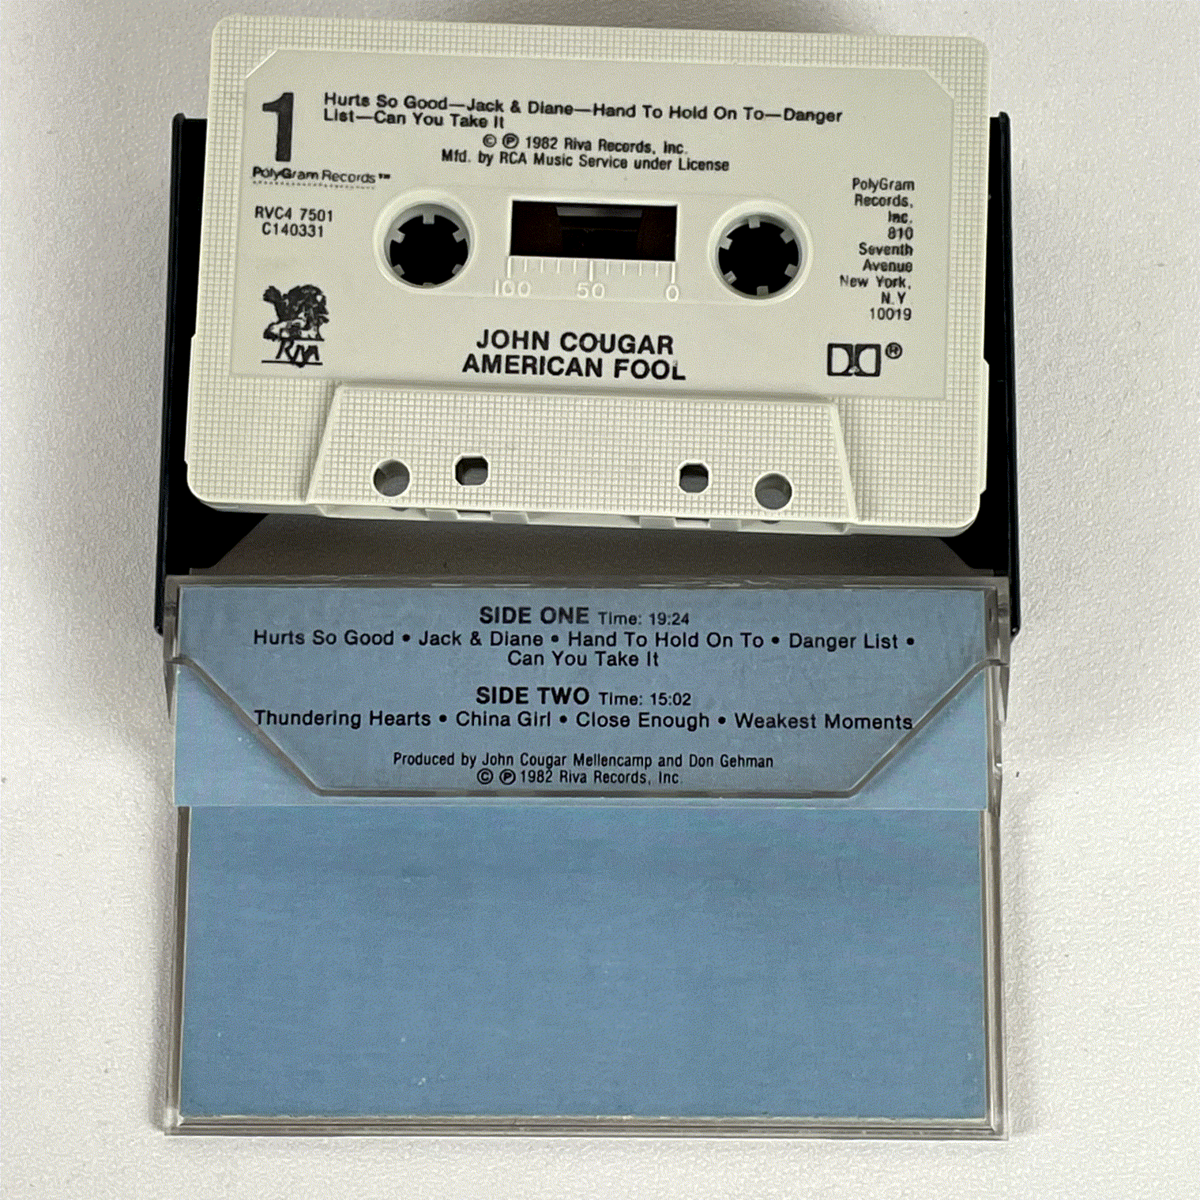 1
Hurts So Good—Jack & Diane—Hand To Hold On To—Danger
List—Can You Take It
© ℗ 1982 Riva Records, Inc.
Mfd. by RCA Music Service under License
PolyGram Records™
RVC4 7501
C140331
PolyGram
Records,
Inc.
810
Seventh
Avenue
New York,
N.Y.
10019
100 50 0
RIVA
JOHN COUGAR
AMERICAN FOOL
®
SIDE ONE Time: 19:24
Hurts So Good • Jack & Diane • Hand To Hold On To • Danger List •
Can You Take It
SIDE TWO Time: 15:02
Thundering Hearts • China Girl • Close Enough • Weakest Moments
Produced by John Cougar Mellencamp and Don Gehman
© ℗ 1982 Riva Records, Inc.